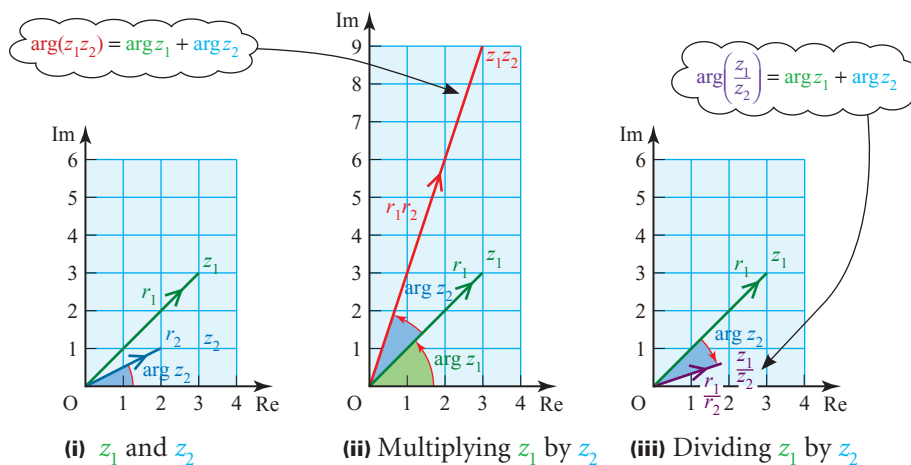 arg(z₁z₂) = arg z₁ + arg z₂
arg(z₁/z₂) = arg z₁ + arg z₂
Im
6
5
4
3
2
1
O
1 2 3 4
Re
z₁
r₁
r₂
z₂
arg z₂
(i) z₁ and z₂
Im
9
8
7
6
5
4
3
2
1
O
1 2 3 4
Re
z₁z₂
r₁r₂
z₁
r₁
arg z₂
arg z₁
(ii) Multiplying z₁ by z₂
Im
6
5
4
3
2
1
O
1 2 3 4
Re
z₁
r₁
arg z₂
z₁/z₂
r₁/r₂
(iii) Dividing z₁ by z₂